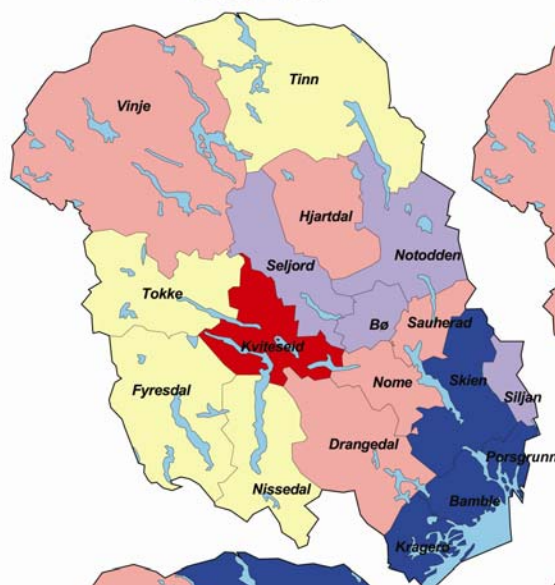 Tinn
Vinje
Hjartdal
Notodden
Seljord
Tokke
Bø
Sauherad
Kviteseid
Fyresdal
Nome
Skien
Siljan
Drangedal
Porsgrunn
Nissedal
Bamble
Kragerø